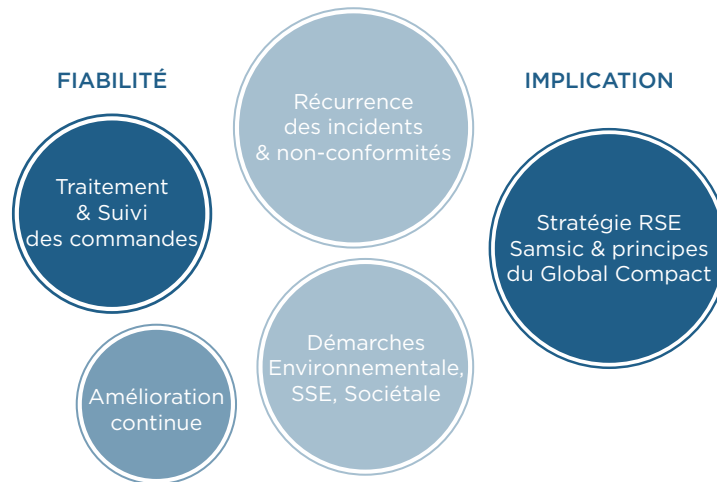 FIABILITÉ
Traitement
& Suivi
des commandes
Amélioration
continue
Récurrence
des incidents
& non-conformités
Démarches
Environnementale,
SSE, Sociétale
IMPLICATION
Stratégie RSE
Samsic & principes
du Global Compact